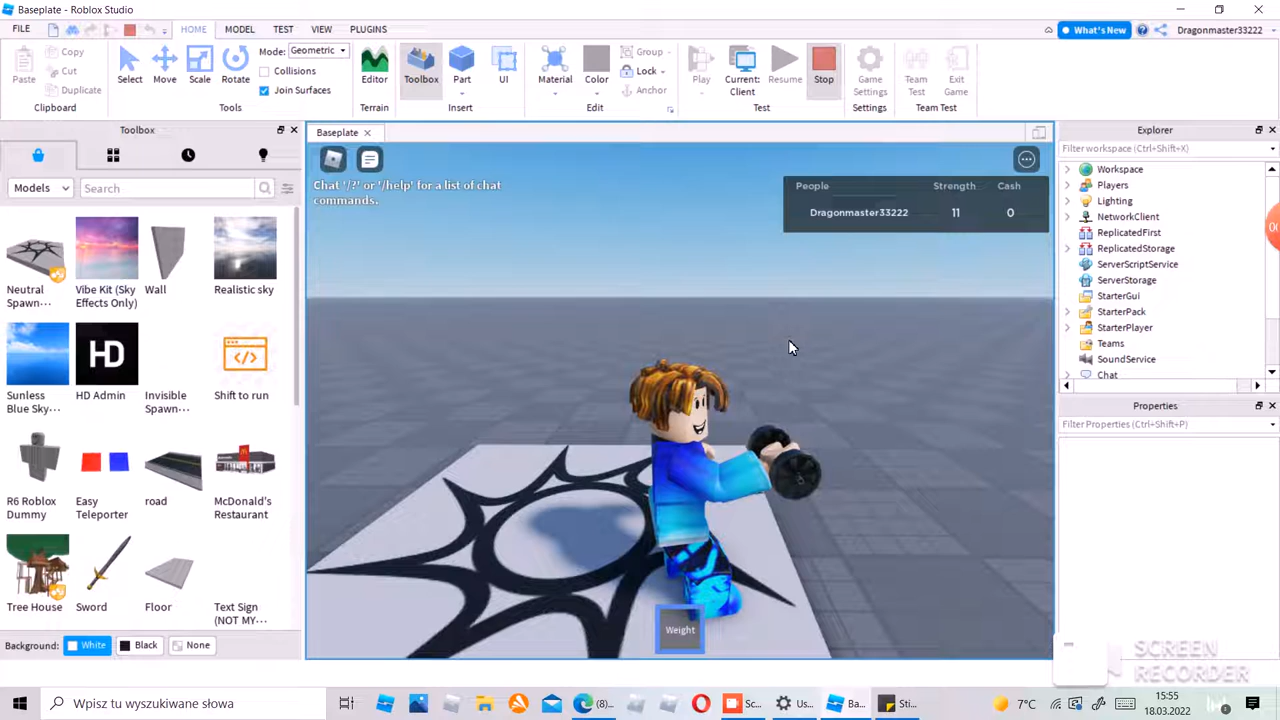 Baseplate - Roblox Studio
FILE HOME MODEL TEST VIEW PLUGINS What's New Dragonmaster33222
Paste Copy Cut Duplicate
Select Move Scale Rotate
Mode: Geometric
Collisions
Join Surfaces
Editor Toolbox Part UI
Material Color Group Lock Anchor
Play Current: Client Resume Stop
Game Settings Team Test Exit Game
Clipboard Tools Terrain Insert Edit Test Settings Team Test
Toolbox
Models Search
Neutral Spawn··· Vibe Kit (Sky Effects Only) Wall Realistic sky
Sunless Blue Sky··· HD Admin Invisible Spawn··· Shift to run
HD
R6 Roblox Dummy Easy Teleporter road McDonald's Restaurant
Tree House Sword Floor Text Sign (NOT MY···
Background: White Black None
Baseplate
Chat '/?' or '/help' for a list of chat
commands.
People Strength Cash
Dragonmaster33222 11 0
Weight
Explorer
Filter workspace (Ctrl+Shift+X)
Workspace
Players
Lighting
NetworkClient
ReplicatedFirst
ReplicatedStorage
ServerScriptService
ServerStorage
StarterGui
StarterPack
StarterPlayer
Teams
SoundService
Chat
Properties
Filter Properties (Ctrl+Shift+P)
SCREEN
RECORDER
Wpisz tu wyszukiwane słowo
(8)... Sc... Us... Ba... Sti...
7°C
15:55
18.03.2022